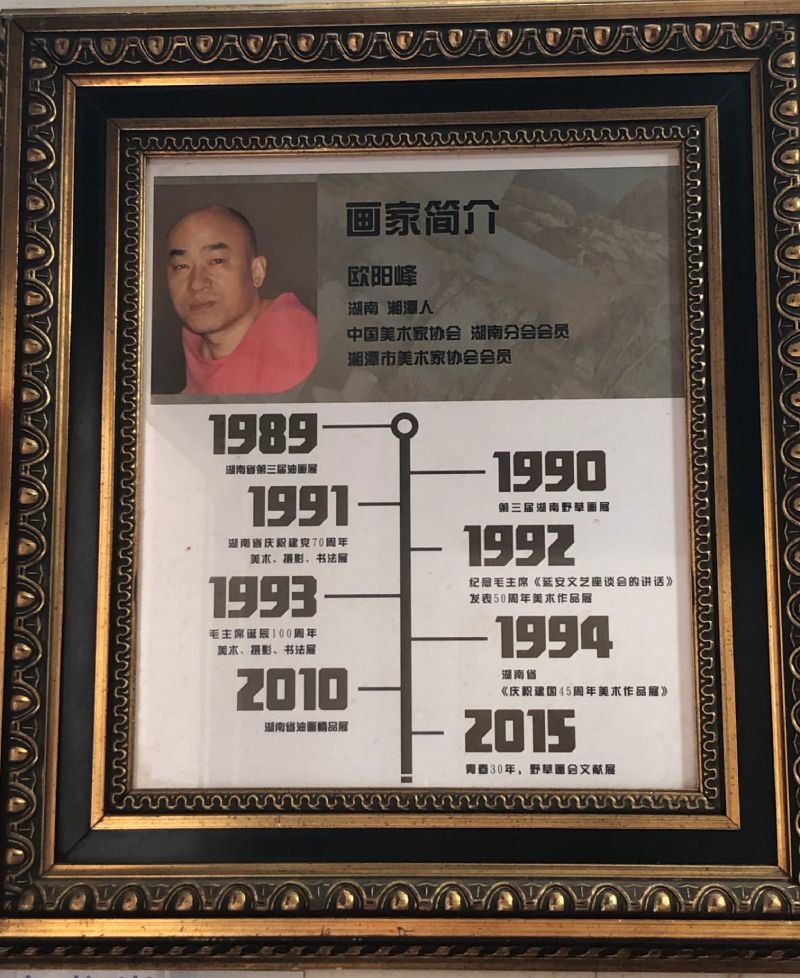 画家简介
欧阳峰
湖南 湘潭人
中国美术家协会 湖南分会会员
湘潭市美术家协会会员
1989
湖南省第三届油画展
1990
第三届湖南野草画展
1991
湖南省庆祝建党70周年
美术、摄影、书法展
1992
纪念毛主席《延安文艺座谈会的讲话》
发表50周年美术作品展
1993
毛主席诞辰100周年
美术、摄影、书法展
1994
湖南省
《庆祝建国45周年美术作品展》
2010
湖南省油画精品展
2015
青春30年，野草画会文献展